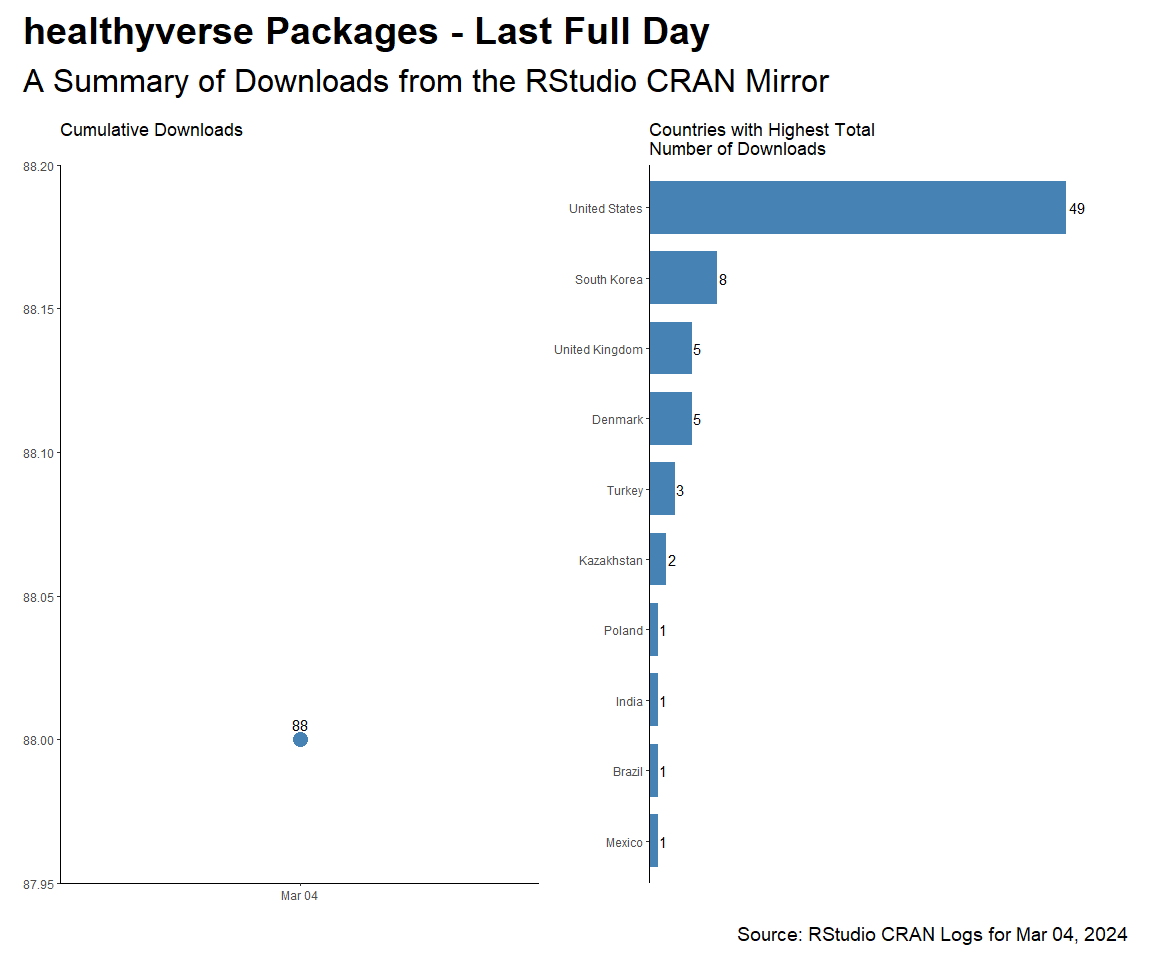 healthyverse Packages - Last Full Day
A Summary of Downloads from the RStudio CRAN Mirror
Cumulative Downloads
88.20
88.15
88.10
88.05
88.00
87.95
88
Mar 04
Countries with Highest Total
Number of Downloads
United States 49
South Korea 8
United Kingdom 5
Denmark 5
Turkey 3
Kazakhstan 2
Poland 1
India 1
Brazil 1
Mexico 1
Source: RStudio CRAN Logs for Mar 04, 2024